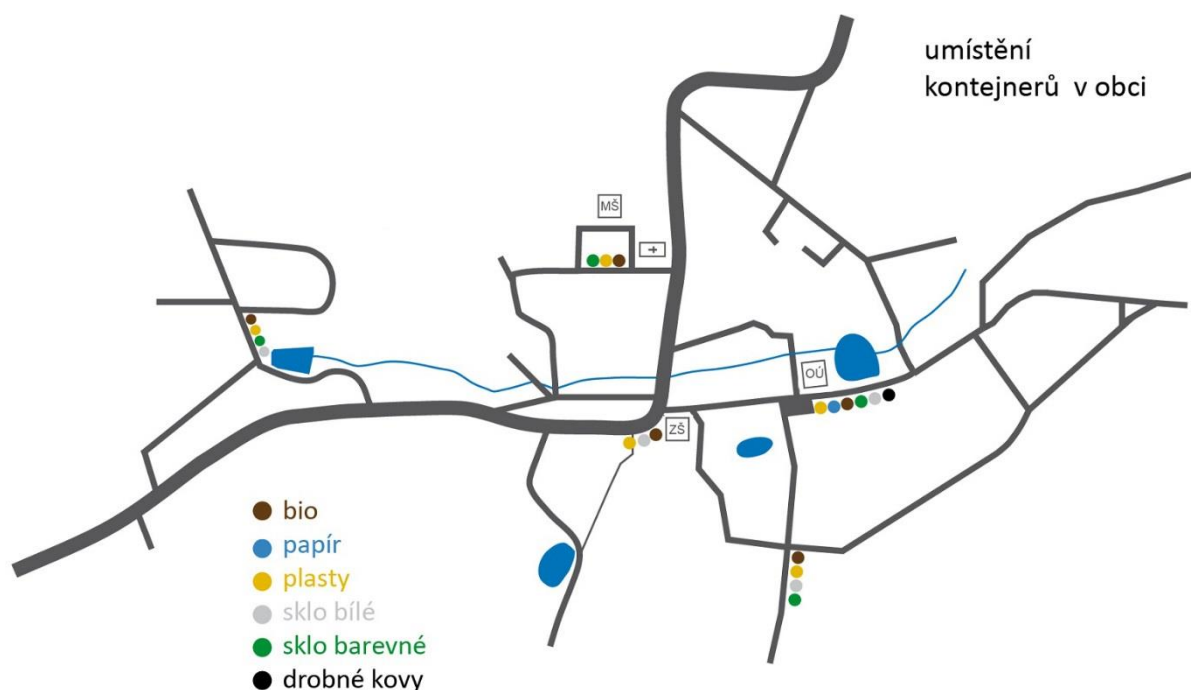 umístění
kontejnerů v obci
MŠ
OÚ
ZŠ
bio
papír
plasty
sklo bílé
sklo barevné
drobné kovy